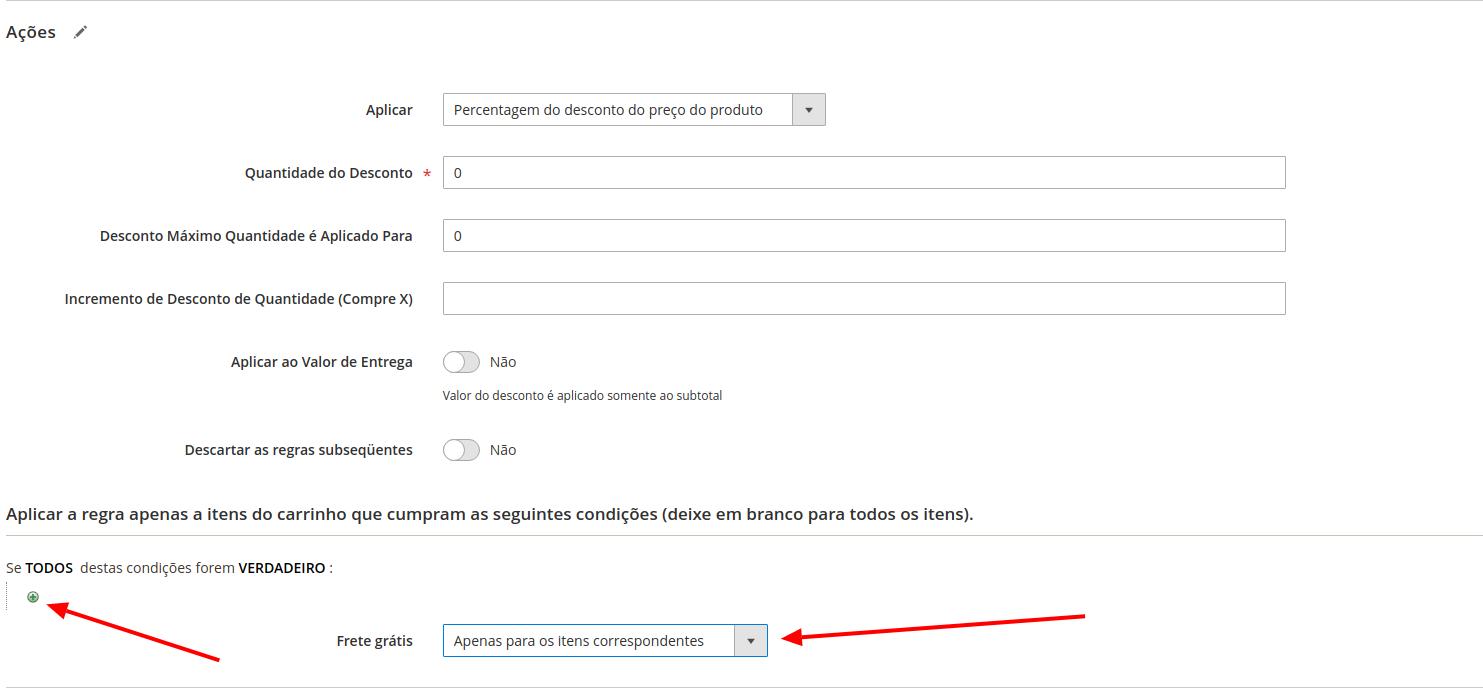 Ações
Aplicar Percentagem do desconto do preço do produto
Quantidade do Desconto * 0
Desconto Máximo Quantidade é Aplicado Para 0
Incremento de Desconto de Quantidade (Compre X)
Aplicar ao Valor de Entrega Não
Valor do desconto é aplicado somente ao subtotal
Descartar as regras subseqüentes Não
Aplicar a regra apenas a itens do carrinho que cumpram as seguintes condições (deixe em branco para todos os itens).
Se TODOS destas condições forem VERDADEIRO :
Frete grátis Apenas para os itens correspondentes